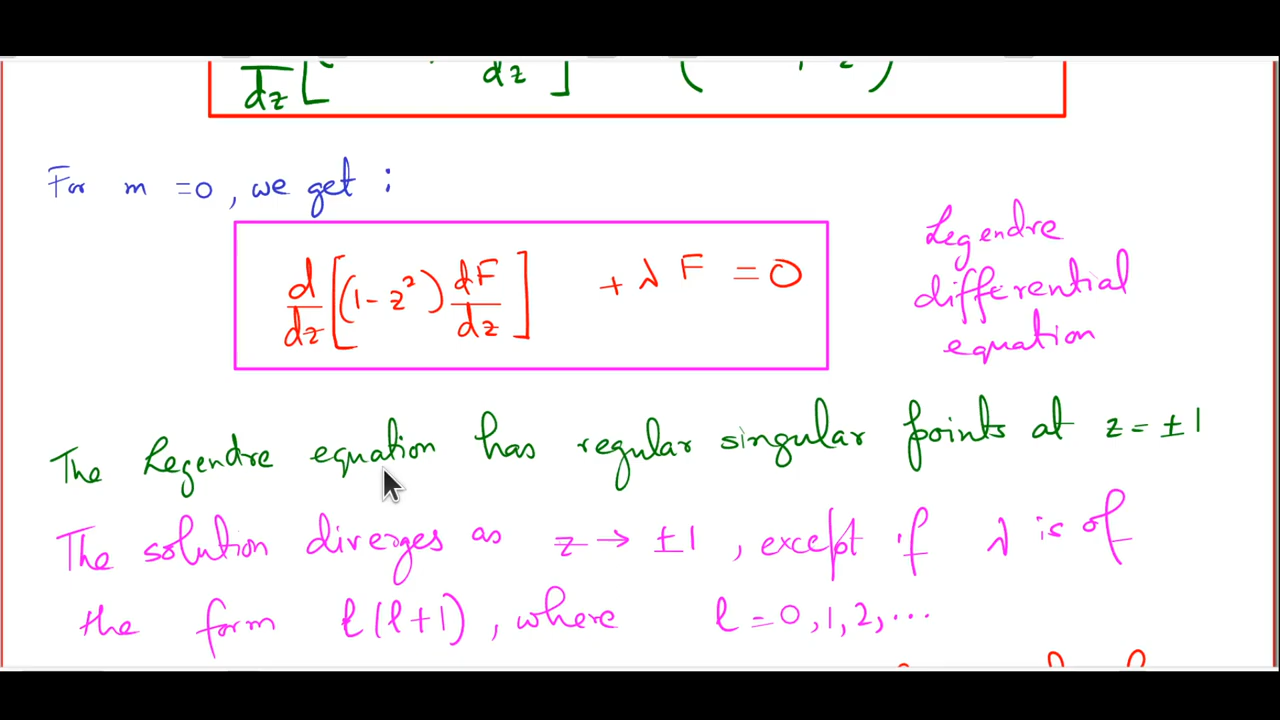 d/dz [ dz ] ( )
For m =0, we get :
d/dz [(1-z²) dF/dz] + λ F = 0
Legendre
differential
equation
The Legendre equation has regular singular points at z = ±1
The solution diverges as z → ±1, except if λ is of
the form ℓ(ℓ+1), where ℓ = 0,1,2,...